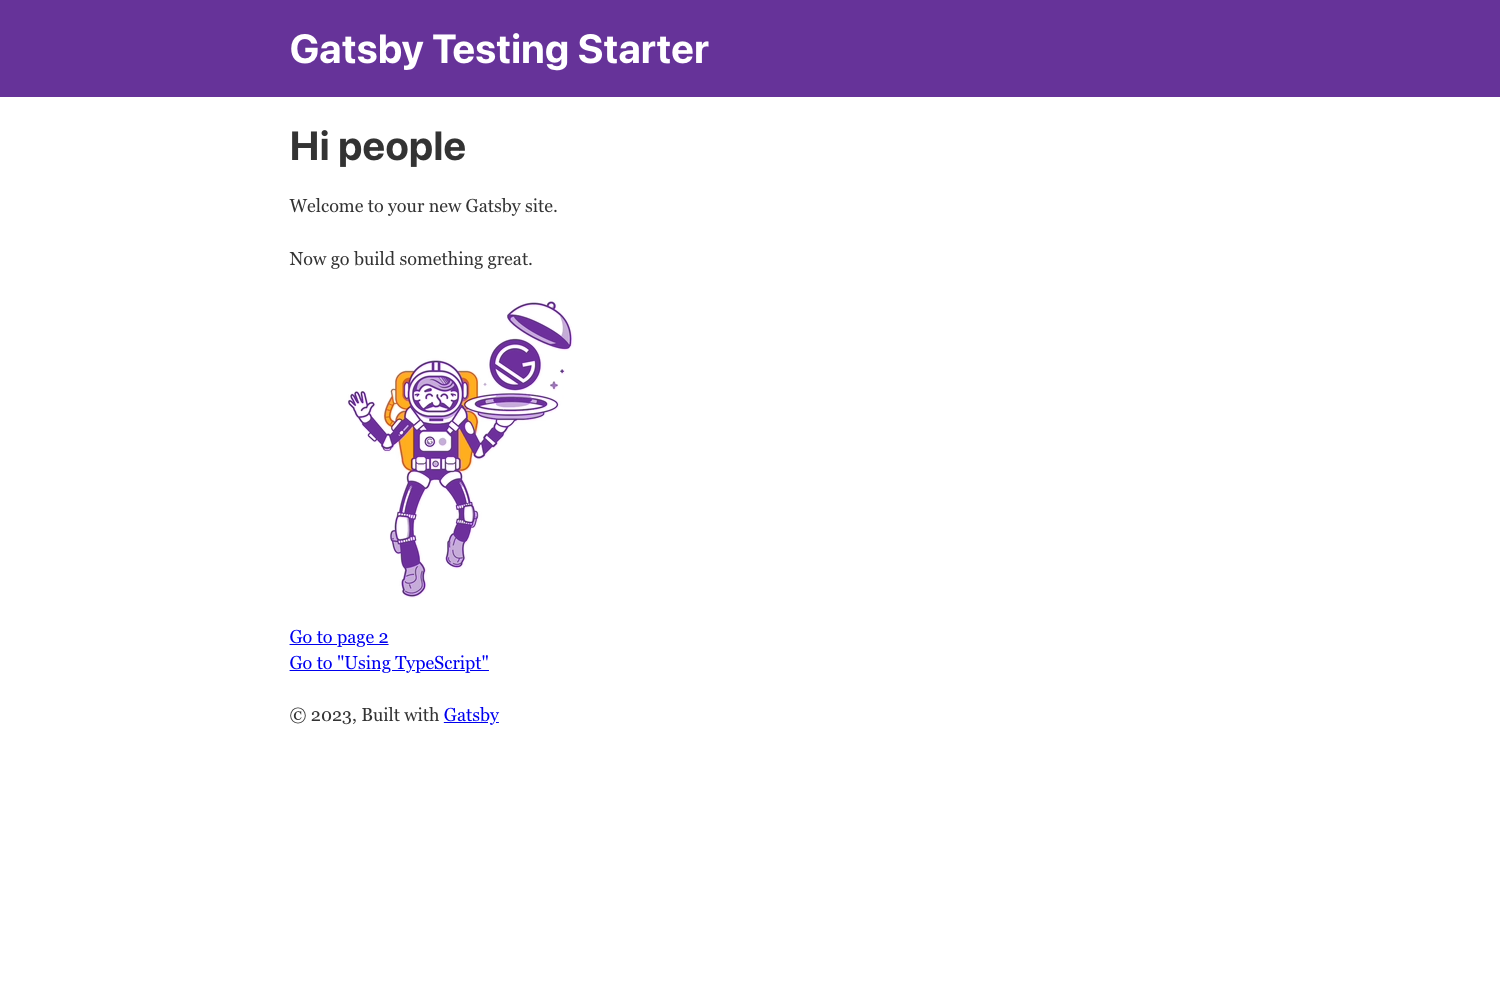 Gatsby Testing Starter
Hi people
Welcome to your new Gatsby site.
Now go build something great.
Go to page 2
Go to "Using TypeScript"
© 2023, Built with Gatsby